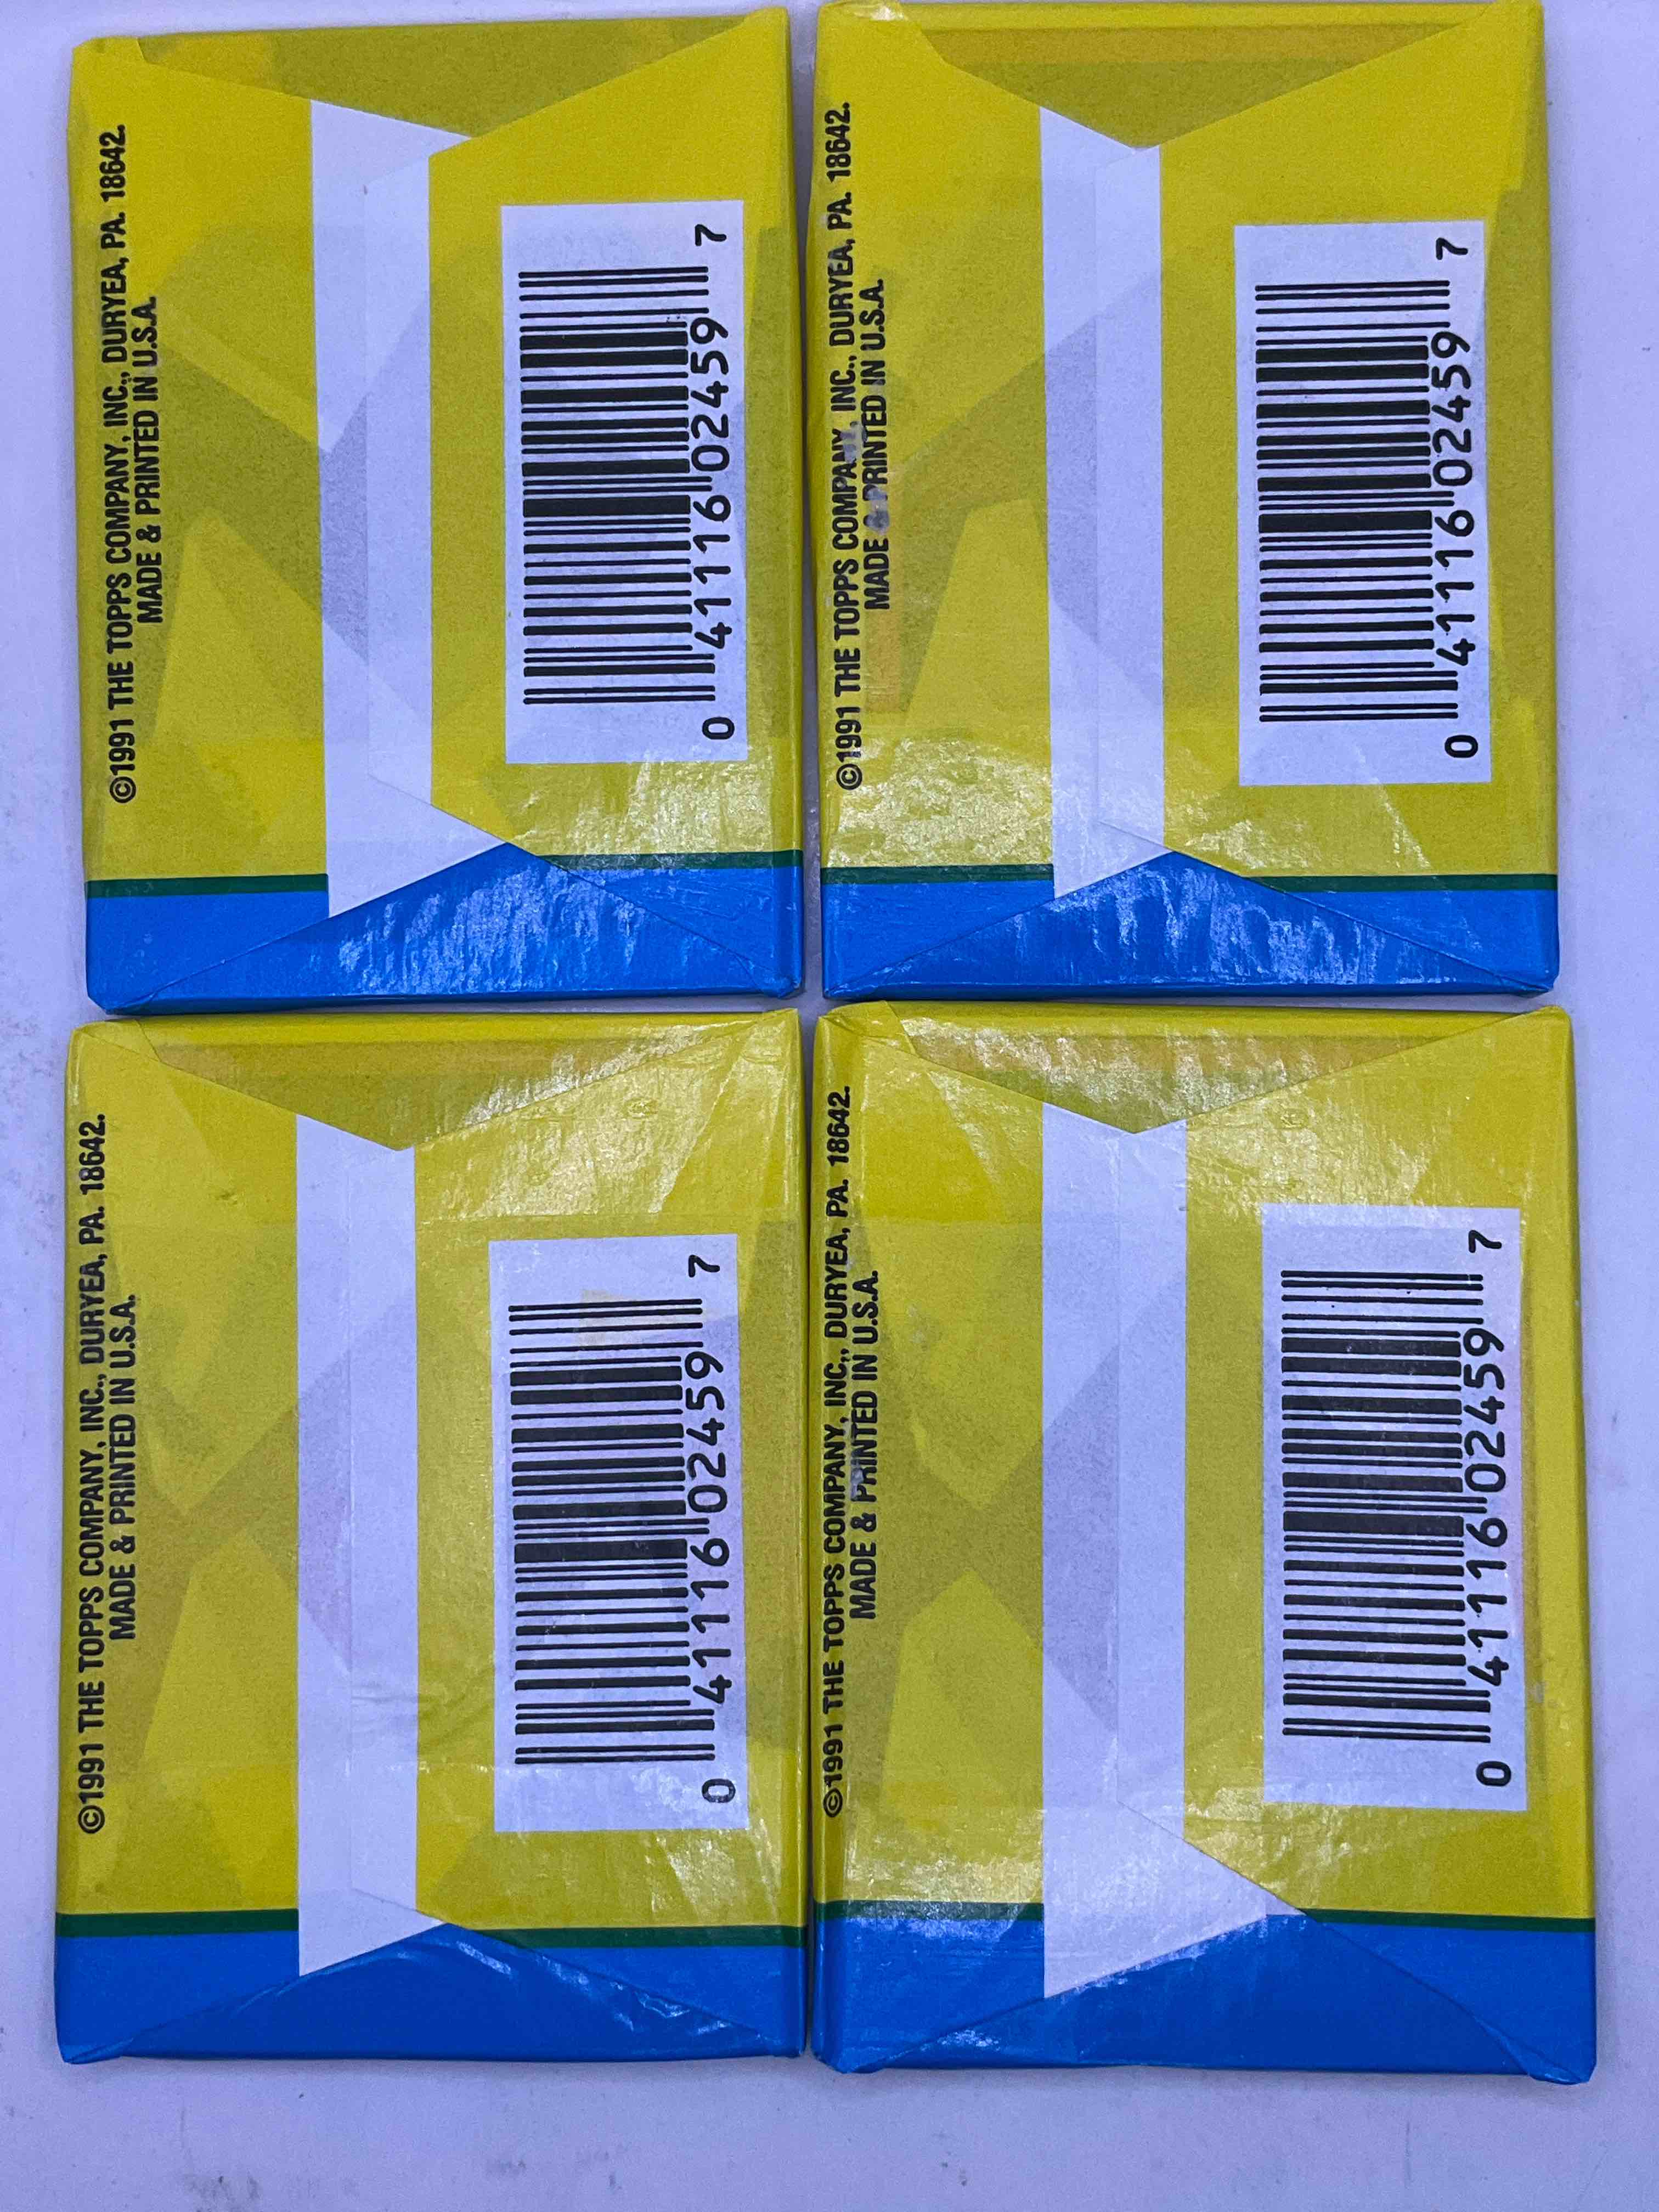 ©1991 THE TOPPS COMPANY, INC., DURYEA, PA. 18642.
MADE & PRINTED IN U.S.A.
0 41116 02459 7
©1991 THE TOPPS COMPANY, INC., DURYEA, PA. 18642.
MADE & PRINTED IN U.S.A.
0 41116 02459 7
©1991 THE TOPPS COMPANY, INC., DURYEA, PA. 18642.
MADE & PRINTED IN U.S.A.
0 41116 02459 7
©1991 THE TOPPS COMPANY, INC., DURYEA, PA. 18642.
MADE & PRINTED IN U.S.A.
0 41116 02459 7